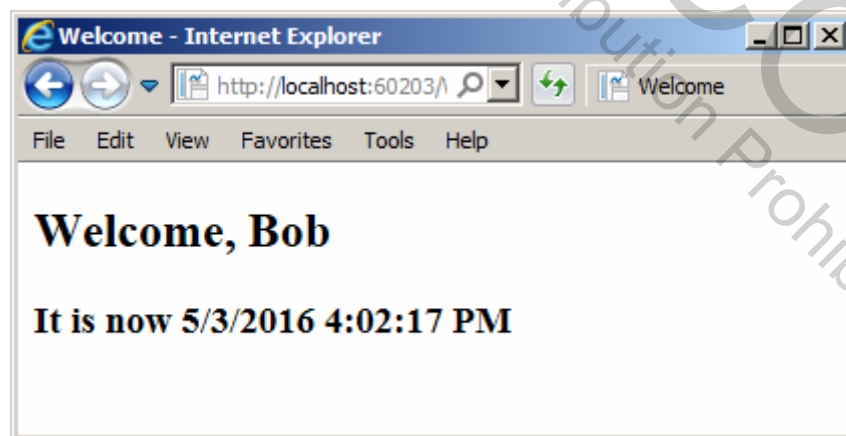 Welcome - Internet Explorer
http://localhost:60203/
Welcome
File Edit View Favorites Tools Help
Welcome, Bob
It is now 5/3/2016 4:02:17 PM